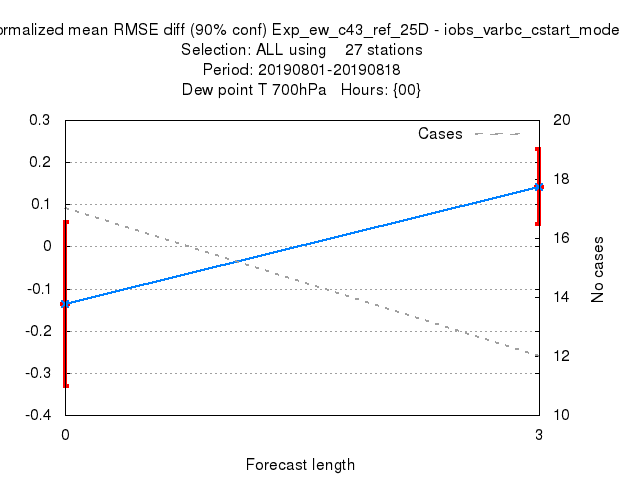 ormalized mean RMSE diff (90% conf) Exp_ew_c43_ref_25D - iobs_varbc_cstart_mode
Selection: ALL using 27 stations
Period: 20190801-20190818
Dew point T 700hPa Hours: {00}
Cases
0.3
0.2
0.1
0
-0.1
-0.2
-0.3
-0.4
20
18
16
14
12
10
No cases
0
3
Forecast length